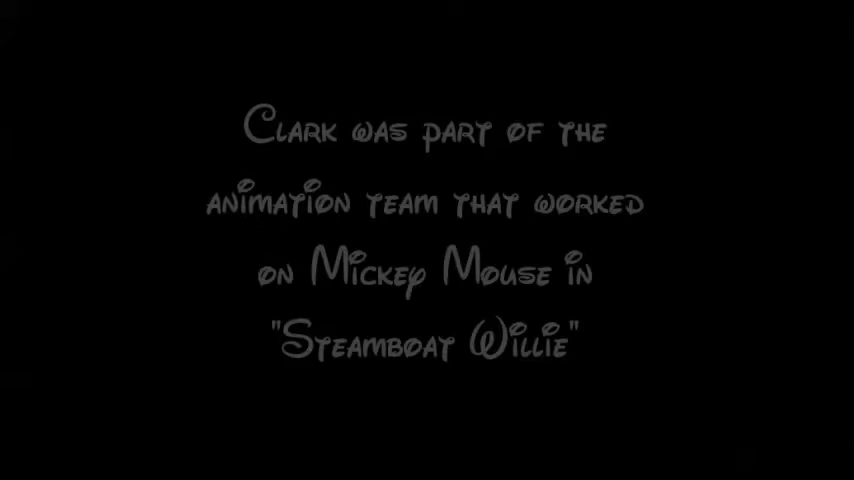 Clark was part of the
animation team that worked
on Mickey Mouse in
"Steamboat Willie"